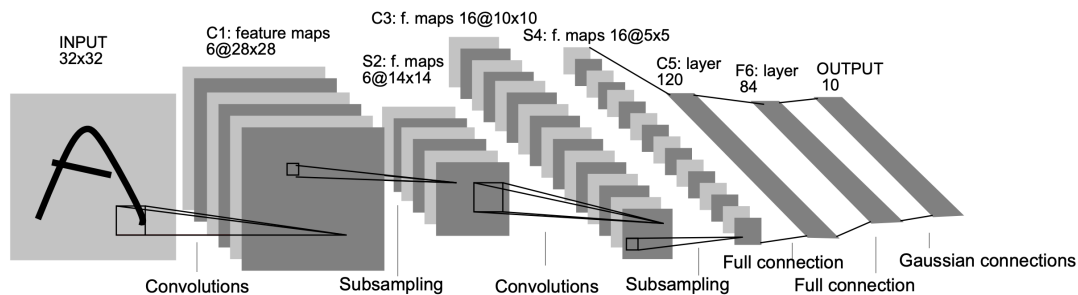 INPUT
32x32
C1: feature maps
6@28x28
S2: f. maps
6@14x14
C3: f. maps 16@10x10
S4: f. maps 16@5x5
C5: layer
120
F6: layer
84
OUTPUT
10
Convolutions
Subsampling
Convolutions
Subsampling
Full connection
Full connection
Gaussian connections